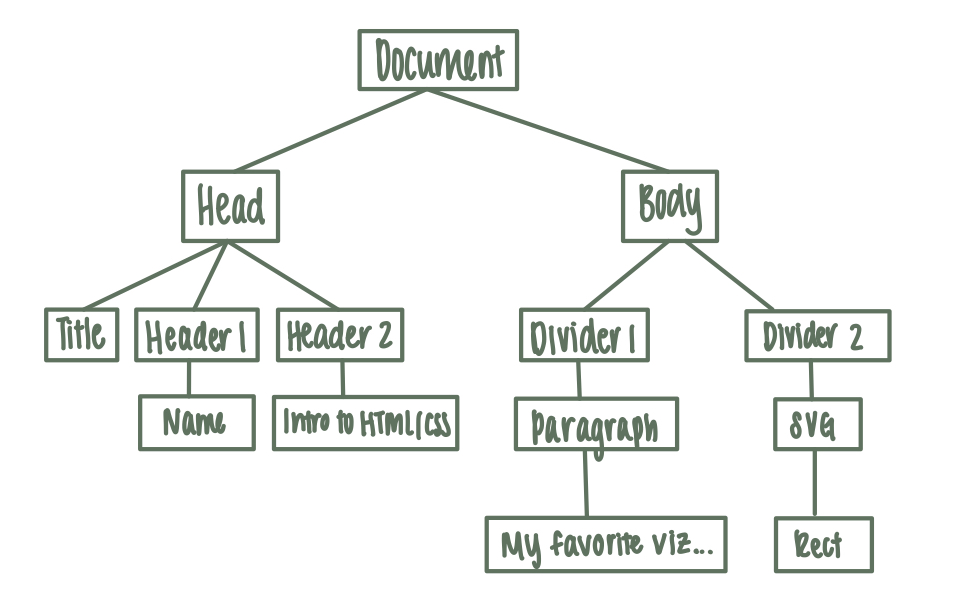 Document
Head
Body
Title
Header 1
Header 2
Divider 1
Divider 2
Name
Intro to HTML/CSS
Paragraph
SVG
My favorite viz...
Rect